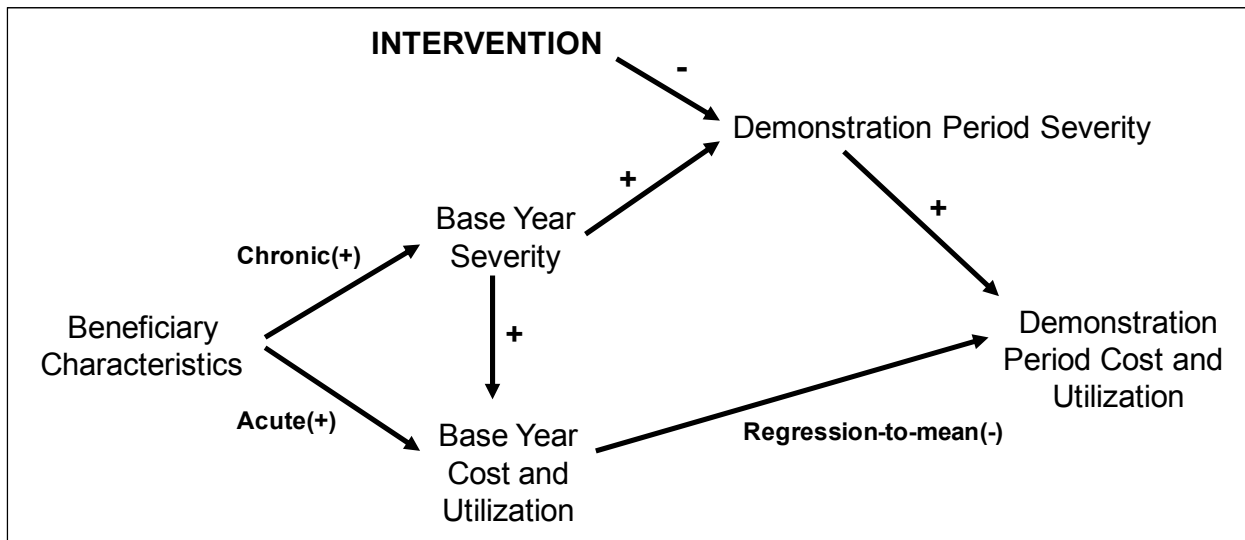 INTERVENTION
-
Demonstration Period Severity
+
+
Base Year
Severity
Chronic(+)
+
Beneficiary
Characteristics
Demonstration
Period Cost and
Utilization
Acute(+)
Base Year
Cost and
Utilization
Regression-to-mean(-)